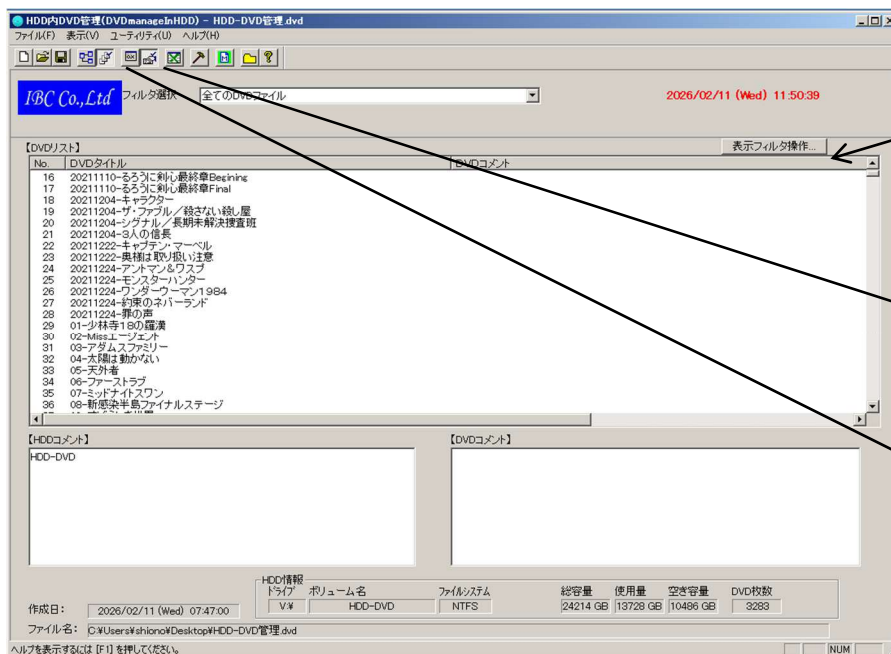 HDD内DVD管理(DVDmanageInHDD) - HDD-DVD管理.dvd
ファイル(F) 表示(V) ユーティリティ(U) ヘルプ(H)
IBC Co.,Ltd フィルタ選択 全てのDVDファイル 2026/02/11 (Wed) 11:50:39
【DVDリスト】 表示フィルタ操作...
No. DVDタイトル DVDコメント
16 20211110-るろうに剣心最終章Begining
17 20211110-るろうに剣心最終章Final
18 20211204-キャラクター
19 20211204-ザ・ファブル/殺さない殺し屋
20 20211204-シグナル/長期未解決捜査班
21 20211204-3人の信長
22 20211222-キャプテン・マーベル
23 20211222-奥様は取り扱い注意
24 20211224-アントマン&ワスプ
25 20211224-モンスターハンター
26 20211224-ワンダーウーマン1984
27 20211224-約束のネバーランド
28 20211224-罪の声
29 01-少林寺18の羅漢
30 02-Missエージェント
31 03-アダムスファミリー
32 04-太陽は動かない
33 05-天外者
34 06-ファーストラブ
35 07-ミッドナイトスワン
36 08-新感染半島ファイナルステージ
【HDDコメント】 【DVDコメント】
HDD-DVD
HDD情報
ドライブ ボリューム名 ファイルシステム 総容量 使用量 空き容量 DVD枚数
V:¥ HDD-DVD NTFS 24214 GB 13728 GB 10486 GB 3283
作成日: 2026/02/11 (Wed) 07:47:00
ファイル名: C:¥Users¥shiono¥Desktop¥HDD-DVD管理.dvd
ヘルプを表示するには [F1] を押してください。 NUM